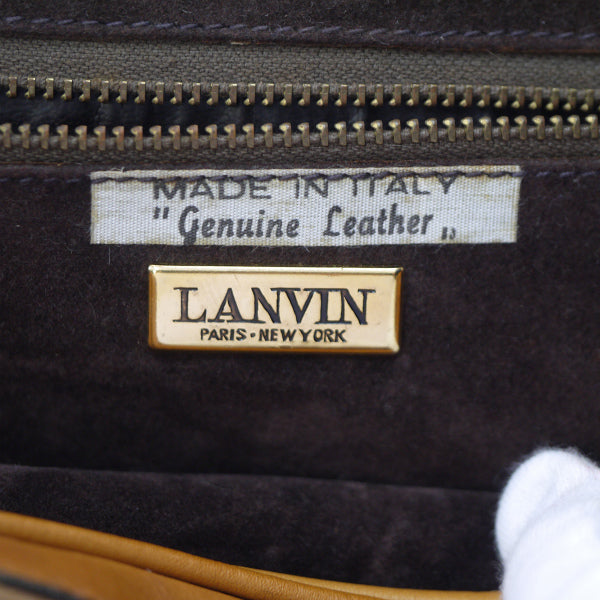 MADE IN ITALY
"Genuine Leather„
LANVIN
PARIS·NEWYORK